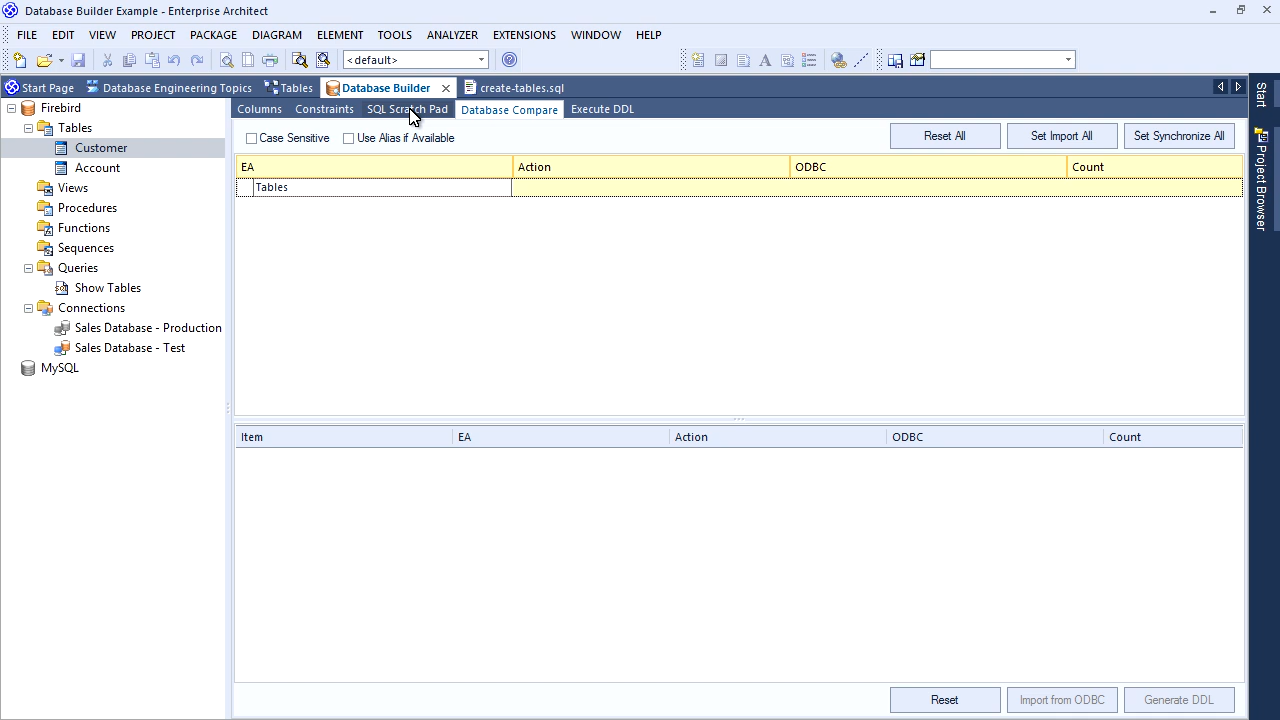 Database Builder Example - Enterprise Architect
FILE EDIT VIEW PROJECT PACKAGE DIAGRAM ELEMENT TOOLS ANALYZER EXTENSIONS WINDOW HELP
<default>
Start Page Database Engineering Topics Tables Database Builder create-tables.sql
Firebird
Tables
Customer
Account
Views
Procedures
Functions
Sequences
Queries
Show Tables
Connections
Sales Database - Production
Sales Database - Test
MySQL
Columns Constraints SQL Scratch Pad Database Compare Execute DDL
Case Sensitive Use Alias if Available Reset All Set Import All Set Synchronize All
EA Action ODBC Count
Tables
Item EA Action ODBC Count
Reset Import from ODBC Generate DDL
Start
Project Browser